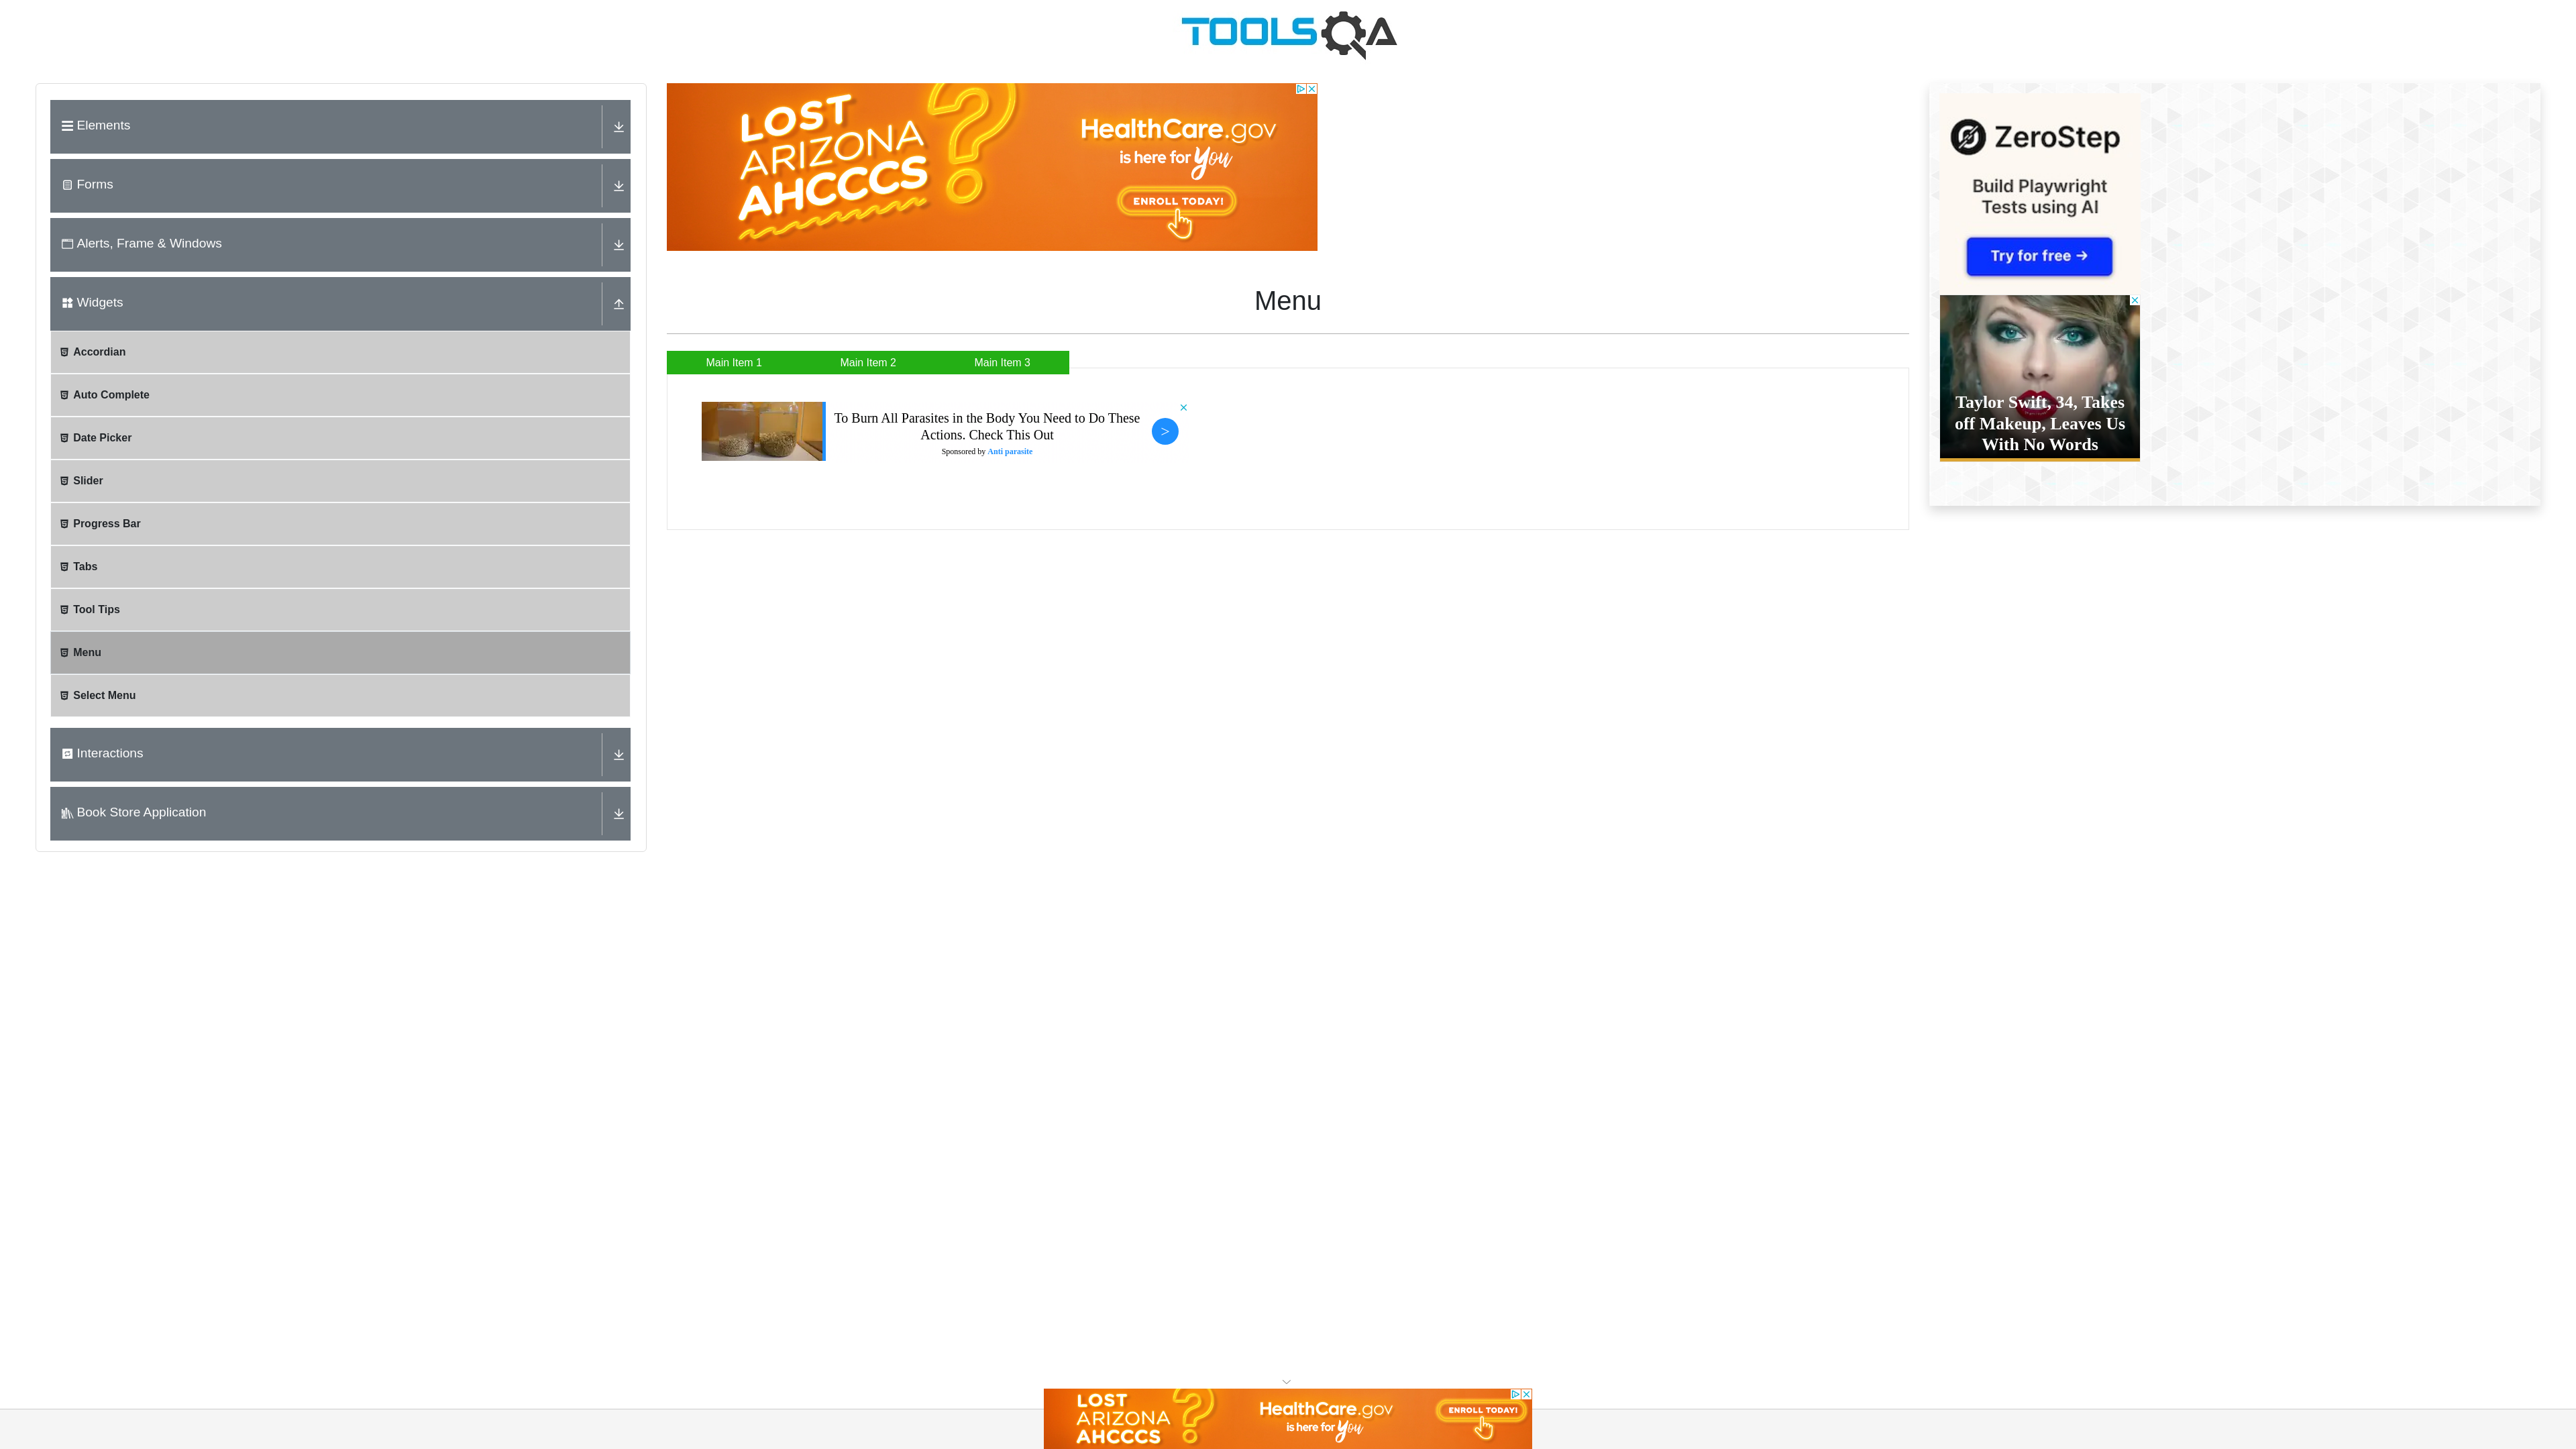 TOOLSQA
Elements
Forms
Alerts, Frame & Windows
Widgets
Accordian
Auto Complete
Date Picker
Slider
Progress Bar
Tabs
Tool Tips
Menu
Select Menu
Interactions
Book Store Application
LOST
ARIZONA
AHCCCS
?
HealthCare.gov
is here for You
ENROLL TODAY!
Menu
Main Item 1 Main Item 2 Main Item 3
To Burn All Parasites in the Body You Need to Do These
Actions. Check This Out
Sponsored by Anti parasite
>
ZeroStep
Build Playwright
Tests using AI
Try for free →
Taylor Swift, 34, Takes
off Makeup, Leaves Us
With No Words
LOST
ARIZONA
AHCCCS
?
HealthCare.gov
is here for You
ENROLL TODAY!